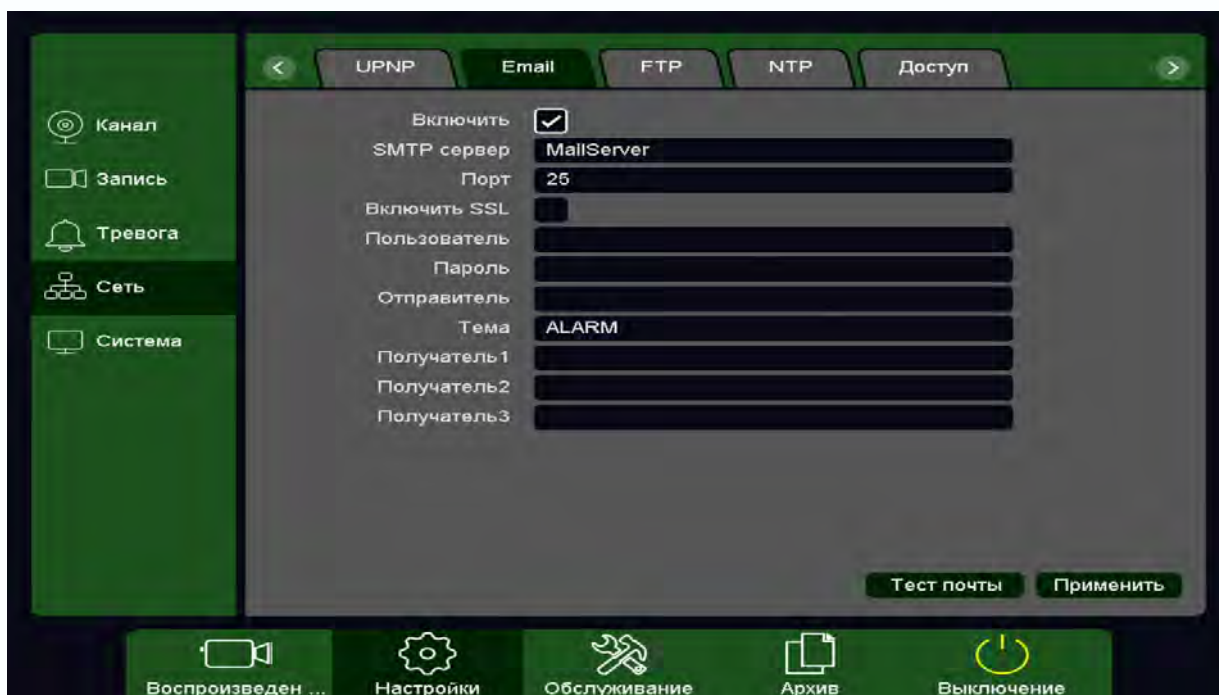 UPNP Email FTP NTP Доступ
Канал
Запись
Тревога
Сеть
Система
Включить
SMTP сервер MailServer
Порт 25
Включить SSL
Пользователь
Пароль
Отправитель
Тема ALARM
Получатель1
Получатель2
Получатель3
Тест почты Применить
Воспроизведен ... Настройки Обслуживание Архив Выключение